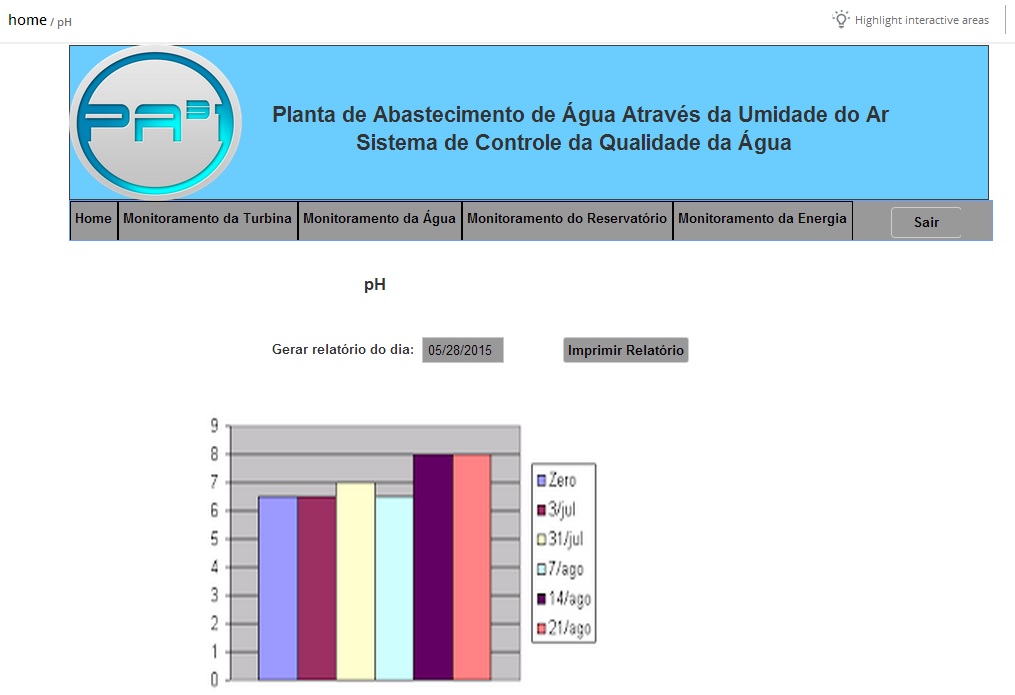 home / pH
Highlight interactive areas
PA31
Planta de Abastecimento de Água Através da Umidade do Ar
Sistema de Controle da Qualidade da Água
Home Monitoramento da Turbina Monitoramento da Água Monitoramento do Reservatório Monitoramento da Energia Sair
pH
Gerar relatório do dia: 05/28/2015 Imprimir Relatório
9
8
7
6
5
4
3
2
1
0
Zero
3/jul
31/jul
7/ago
14/ago
21/ago